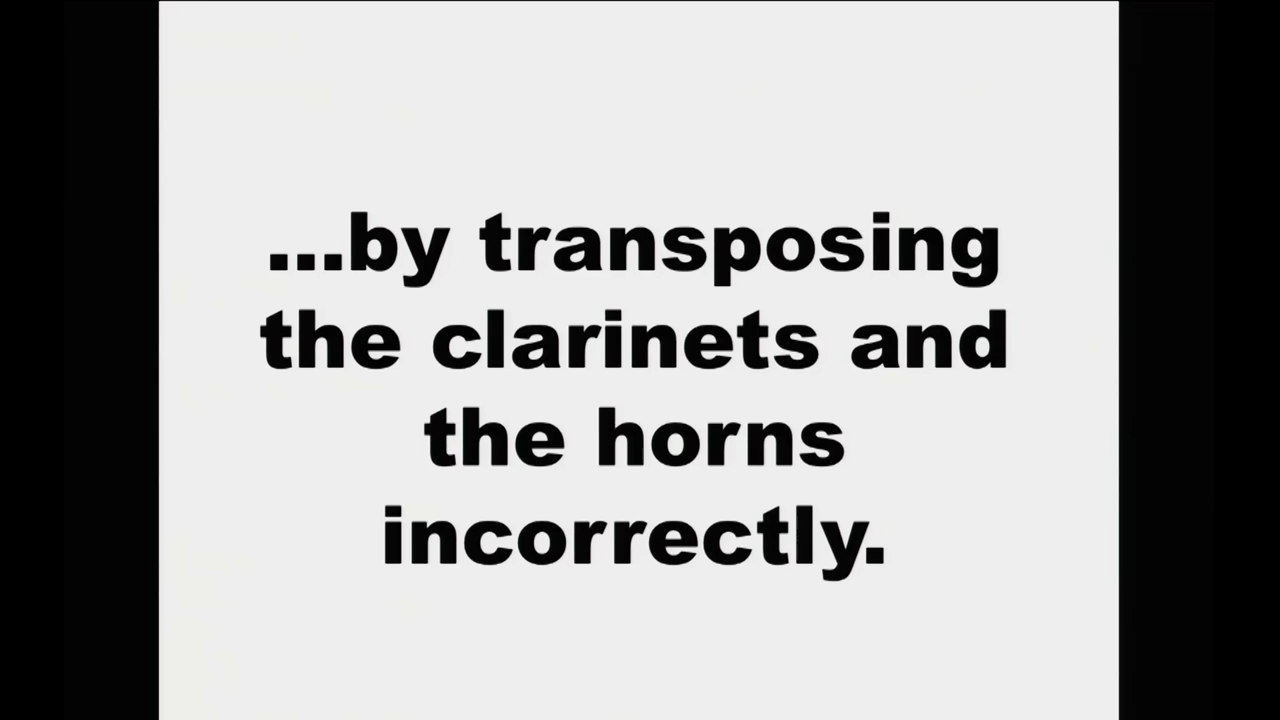 ...by transposing
the clarinets and
the horns
incorrectly.